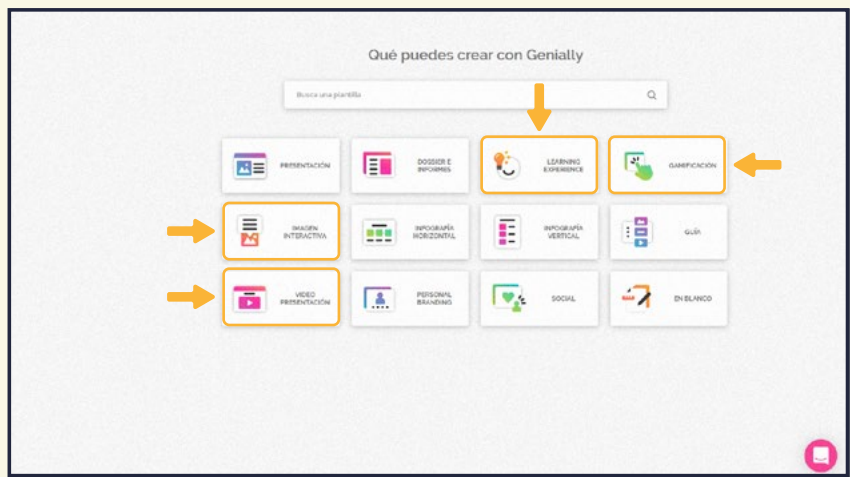 Qué puedes crear con Genially
Busca una plantilla
PRESENTACIÓN
DOSSIER E
INFORMES
LEARNING
EXPERIENCE
GAMIFICACIÓN
IMAGEN
INTERACTIVA
INFOGRAFÍA
HORIZONTAL
INFOGRAFÍA
VERTICAL
GUÍA
VIDEO
PRESENTACIÓN
PERSONAL
BRANDING
SOCIAL
EN BLANCO